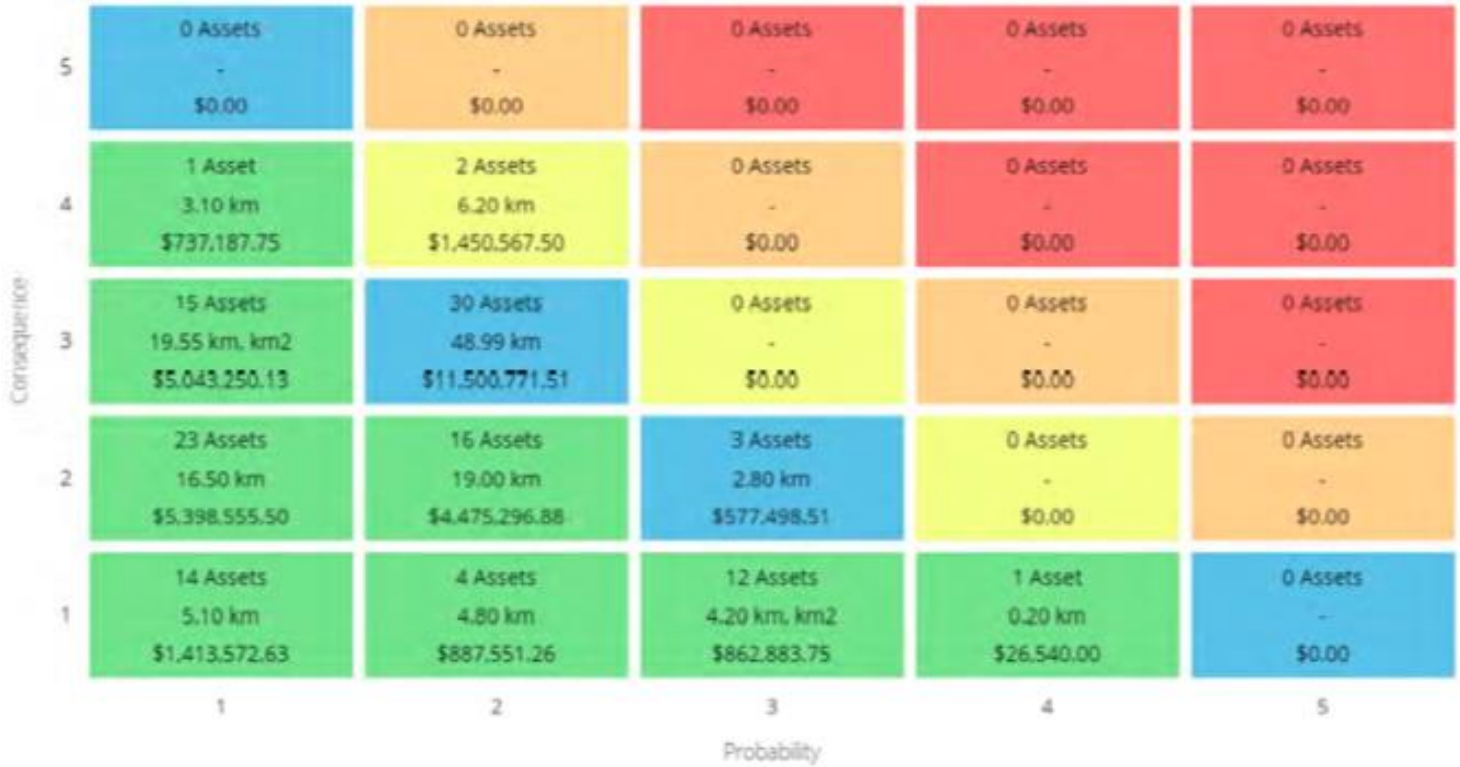 0 Assets 0 Assets 0 Assets 0 Assets 0 Assets
5 - - - - -
$0.00 $0.00 $0.00 $0.00 $0.00
1 Asset 2 Assets 0 Assets 0 Assets 0 Assets
4 3.10 km 6.20 km - - -
$737,187.75 $1,450,567.50 $0.00 $0.00 $0.00
Consequence
15 Assets 30 Assets 0 Assets 0 Assets 0 Assets
3 19.55 km, km2 48.99 km - - -
$5,043,250.13 $11,500,771.51 $0.00 $0.00 $0.00
23 Assets 16 Assets 3 Assets 0 Assets 0 Assets
2 16.50 km 19.00 km 2.80 km - -
$5,398,555.50 $4,475,296.88 $577,498.51 $0.00 $0.00
14 Assets 4 Assets 12 Assets 1 Asset 0 Assets
1 5.10 km 4.80 km 4.20 km, km2 0.20 km -
$1,413,572.63 $887,551.26 $862,883.75 $26,540.00 $0.00
1 2 3 4 5
Probability